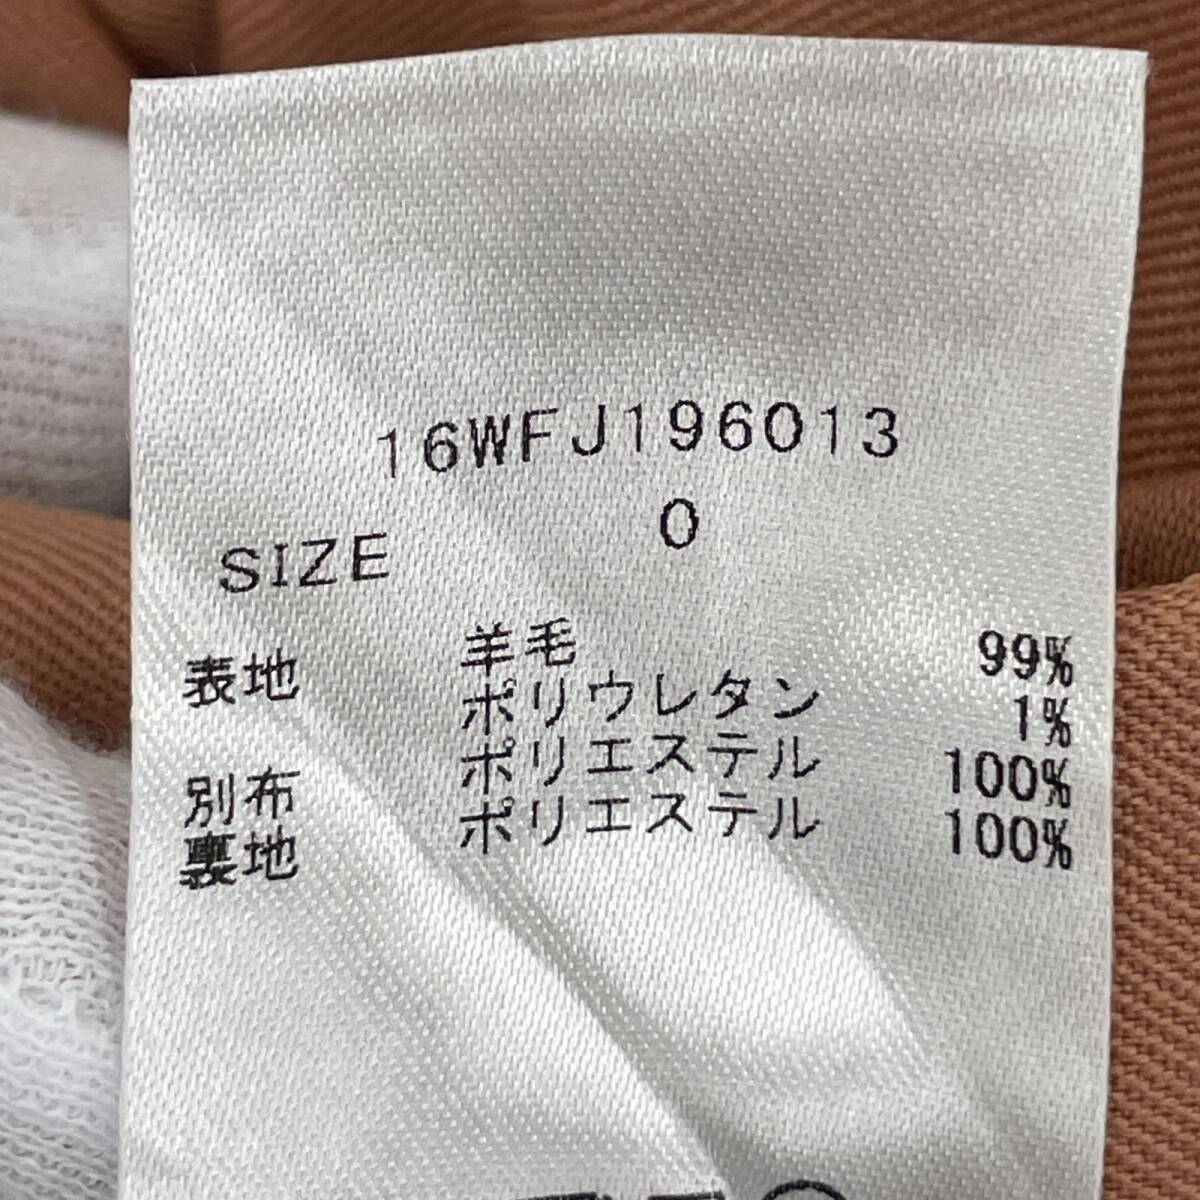 16WFJ196013
SIZE 0
表地 羊毛 99%
ポリウレタン 1%
別布 ポリエステル 100%
裏地 ポリエステル 100%